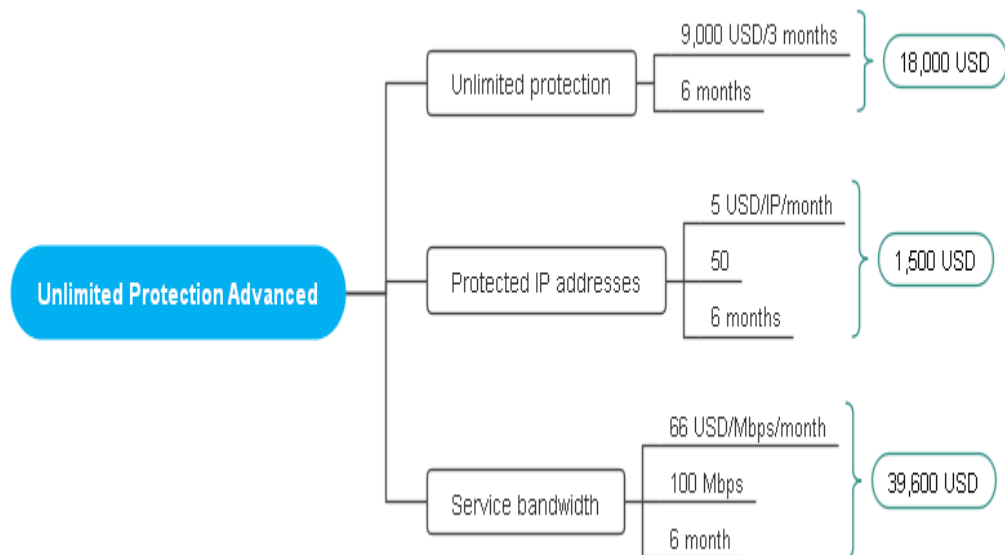 Unlimited Protection Advanced
Unlimited protection
9,000 USD/3 months
6 months
18,000 USD
Protected IP addresses
5 USD/IP/month
50
6 months
1,500 USD
Service bandwidth
66 USD/Mbps/month
100 Mbps
6 month
39,600 USD